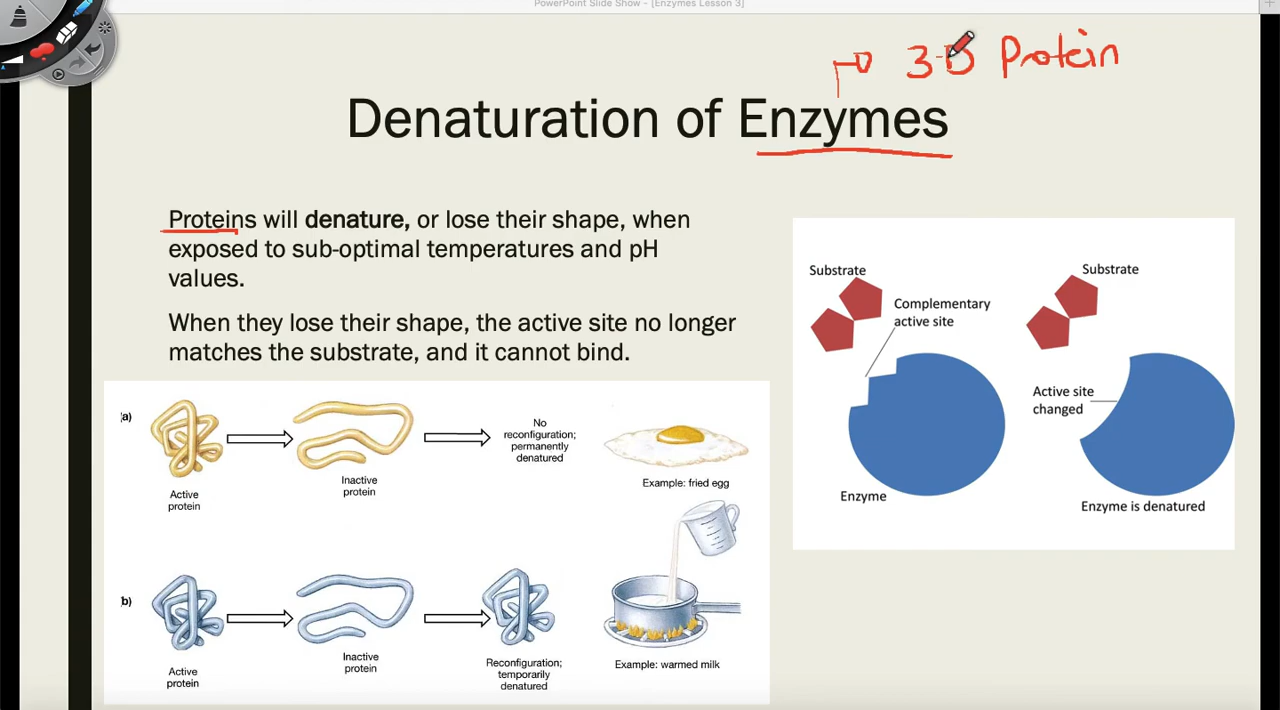 PowerPoint Slide Show - [Enzymes Lesson 3]
3-D Protein
Denaturation of Enzymes
Proteins will denature, or lose their shape, when
exposed to sub-optimal temperatures and pH
values.
When they lose their shape, the active site no longer
matches the substrate, and it cannot bind.
(a)
Active
protein
Inactive
protein
No
reconfiguration;
permanently
denatured
Example: fried egg
b)
Active
protein
Inactive
protein
Reconfiguration;
temporarily
denatured
Example: warmed milk
Substrate
Complementary
active site
Enzyme
Substrate
Active site
changed
Enzyme is denatured